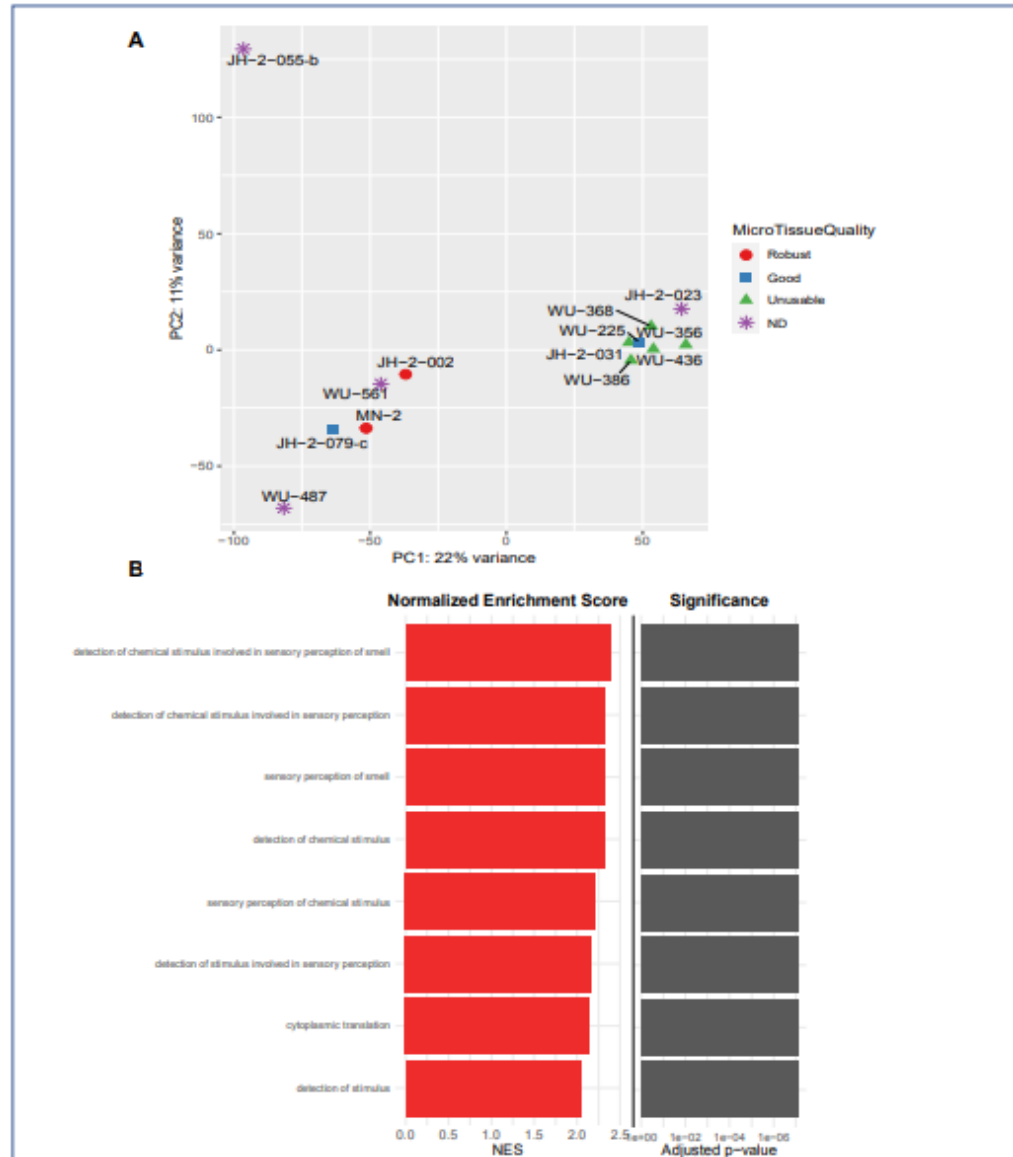 A
JH-2-055-b
100
50
0
-50
PC2: 11% variance
JH-2-023
WU-368
WU-225 WU-356
JH-2-031 WU-436
WU-386
JH-2-002
WU-561
MN-2
JH-2-079-c
WU-487
-100 -50 0 50
PC1: 22% variance
MicroTissueQuality
Robust
Good
Unusable
ND
B
Normalized Enrichment Score Significance
detection of chemical stimulus involved in sensory perception of smell
detection of chemical stimulus involved in sensory perception
sensory perception of smell
detection of chemical stimulus
sensory perception of chemical stimulus
detection of stimulus involved in sensory perception
cytoplasmic translation
detection of stimulus
0.0 0.5 1.0 1.5 2.0 2.5 1e-02 1e-04 1e-06
NES Adjusted p-value